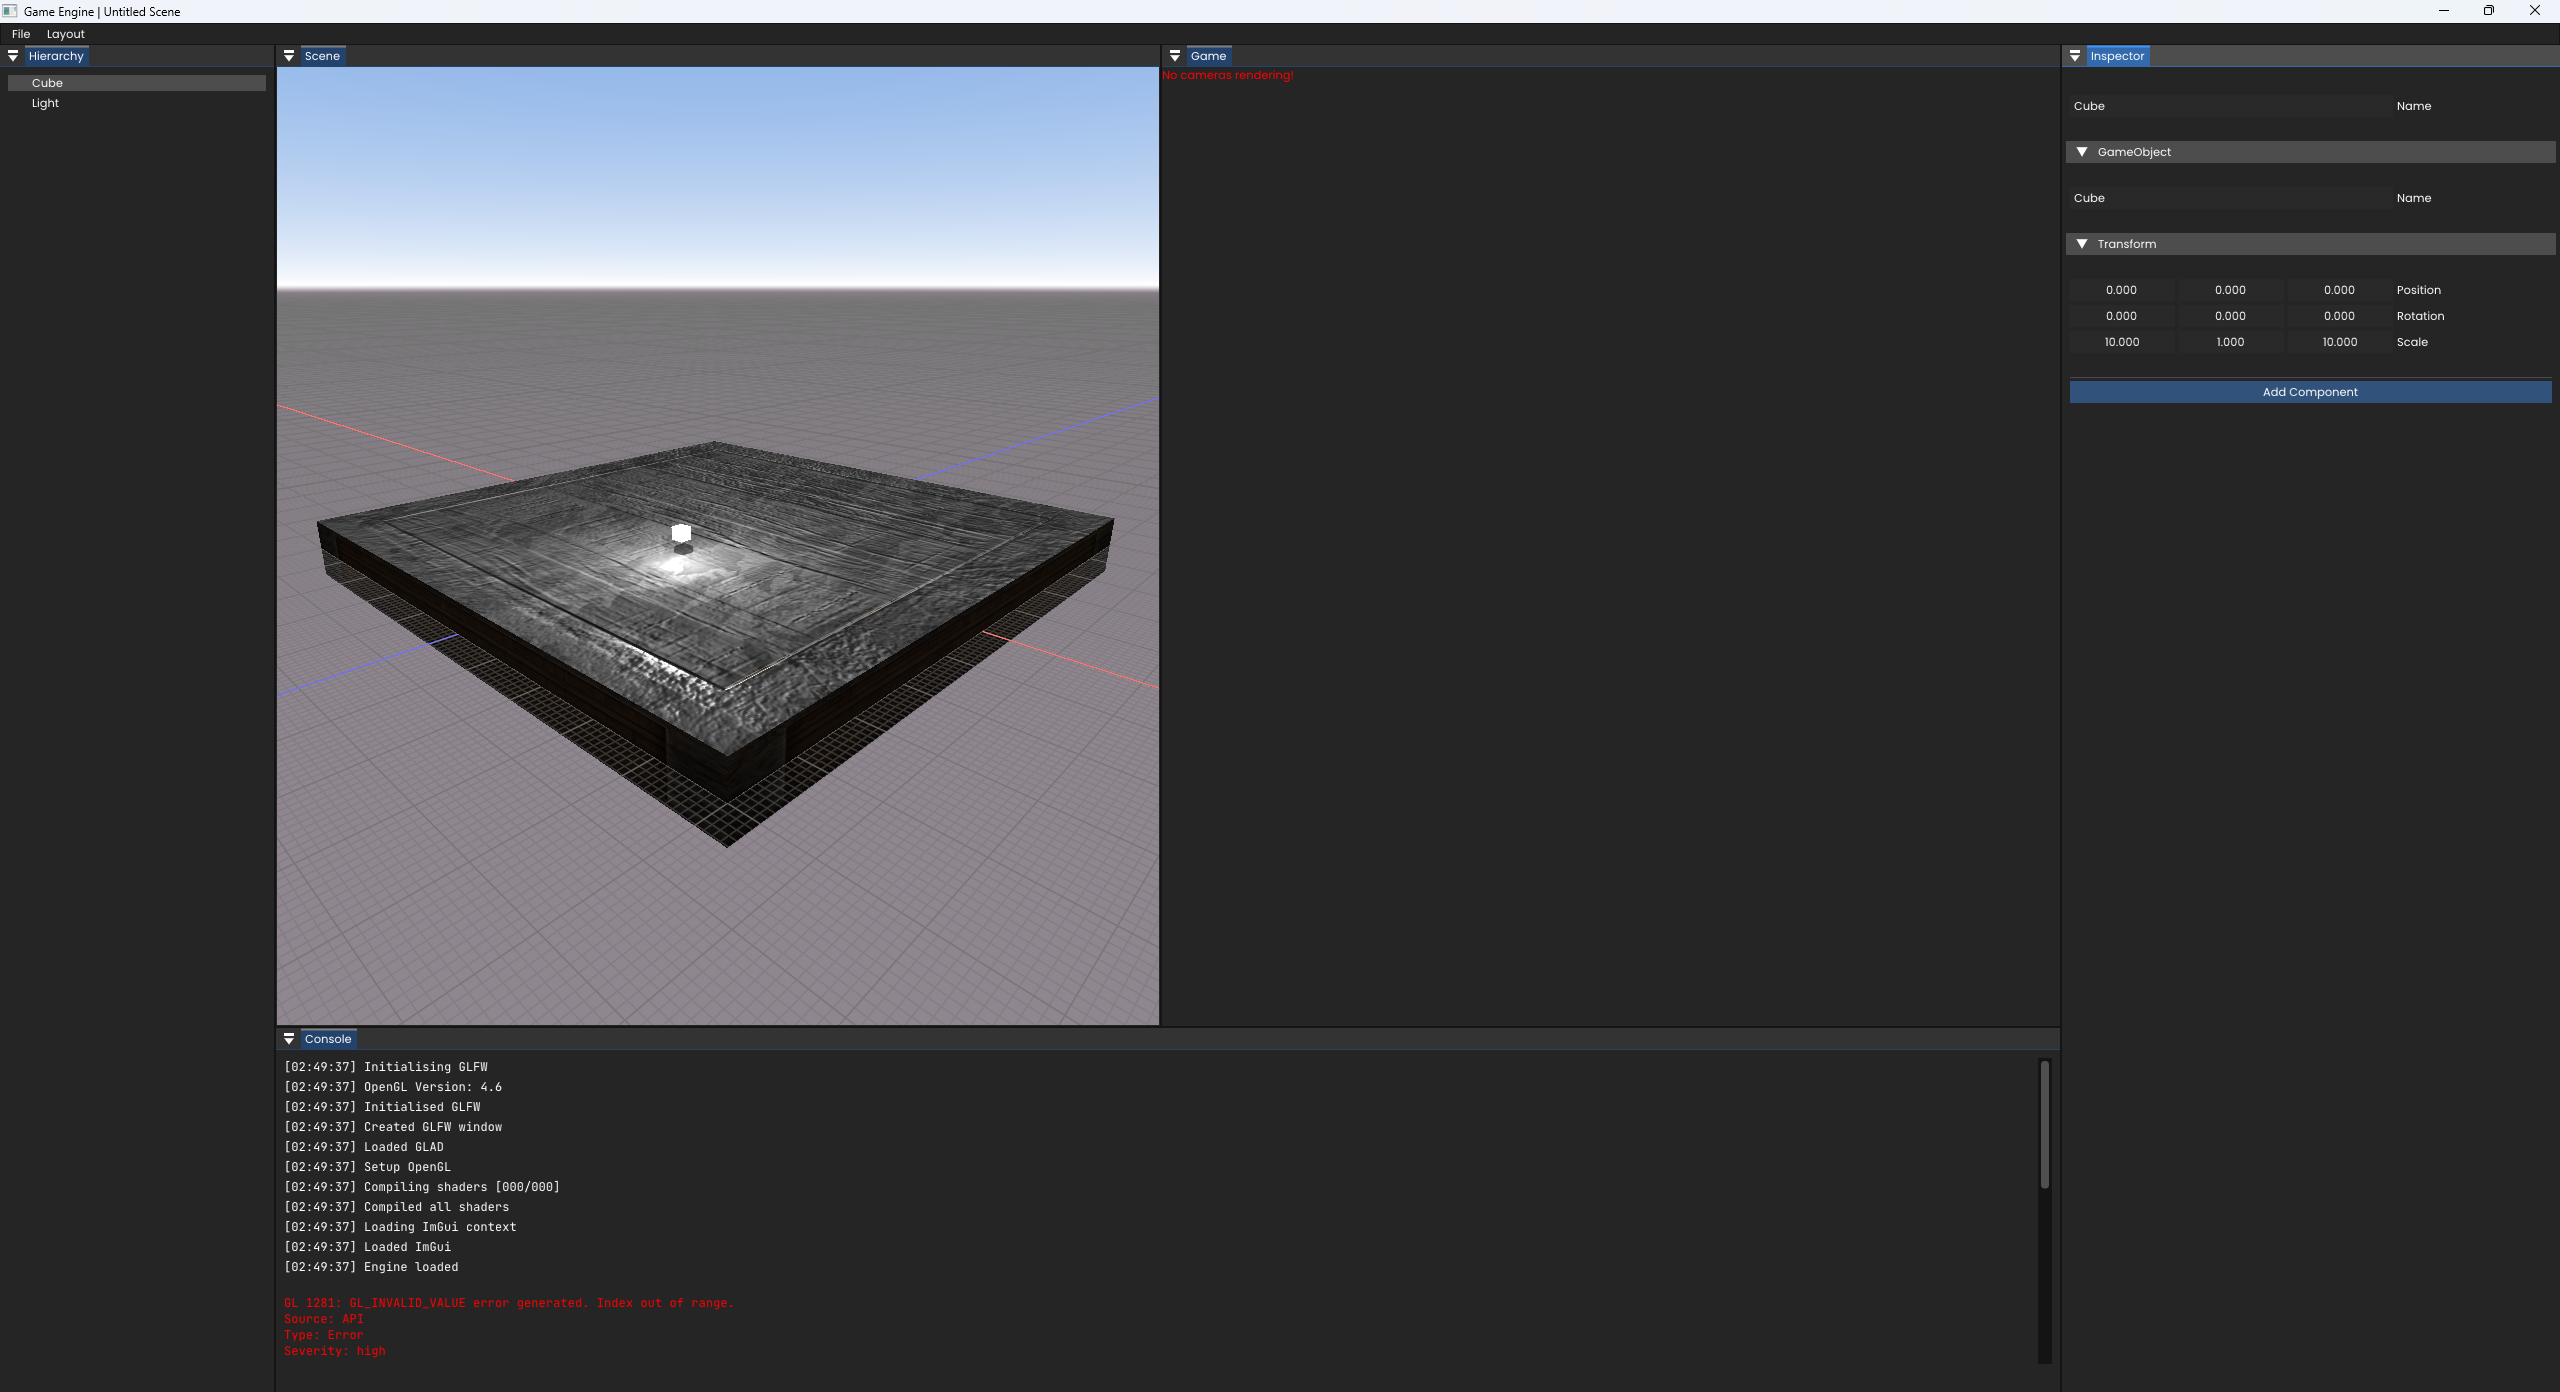 Game Engine | Untitled Scene
File Layout
Hierarchy
Cube
Light
Scene
Game
No cameras rendering!
Inspector
Cube Name
GameObject
Cube Name
Transform
0.000 0.000 0.000 Position
0.000 0.000 0.000 Rotation
10.000 1.000 10.000 Scale
Add Component
Console
[02:49:37] Initialising GLFW
[02:49:37] OpenGL Version: 4.6
[02:49:37] Initialised GLFW
[02:49:37] Created GLFW window
[02:49:37] Loaded GLAD
[02:49:37] Setup OpenGL
[02:49:37] Compiling shaders [000/000]
[02:49:37] Compiled all shaders
[02:49:37] Loading ImGui context
[02:49:37] Loaded ImGui
[02:49:37] Engine loaded
GL 1281: GL_INVALID_VALUE error generated. Index out of range.
Source: API
Type: Error
Severity: high